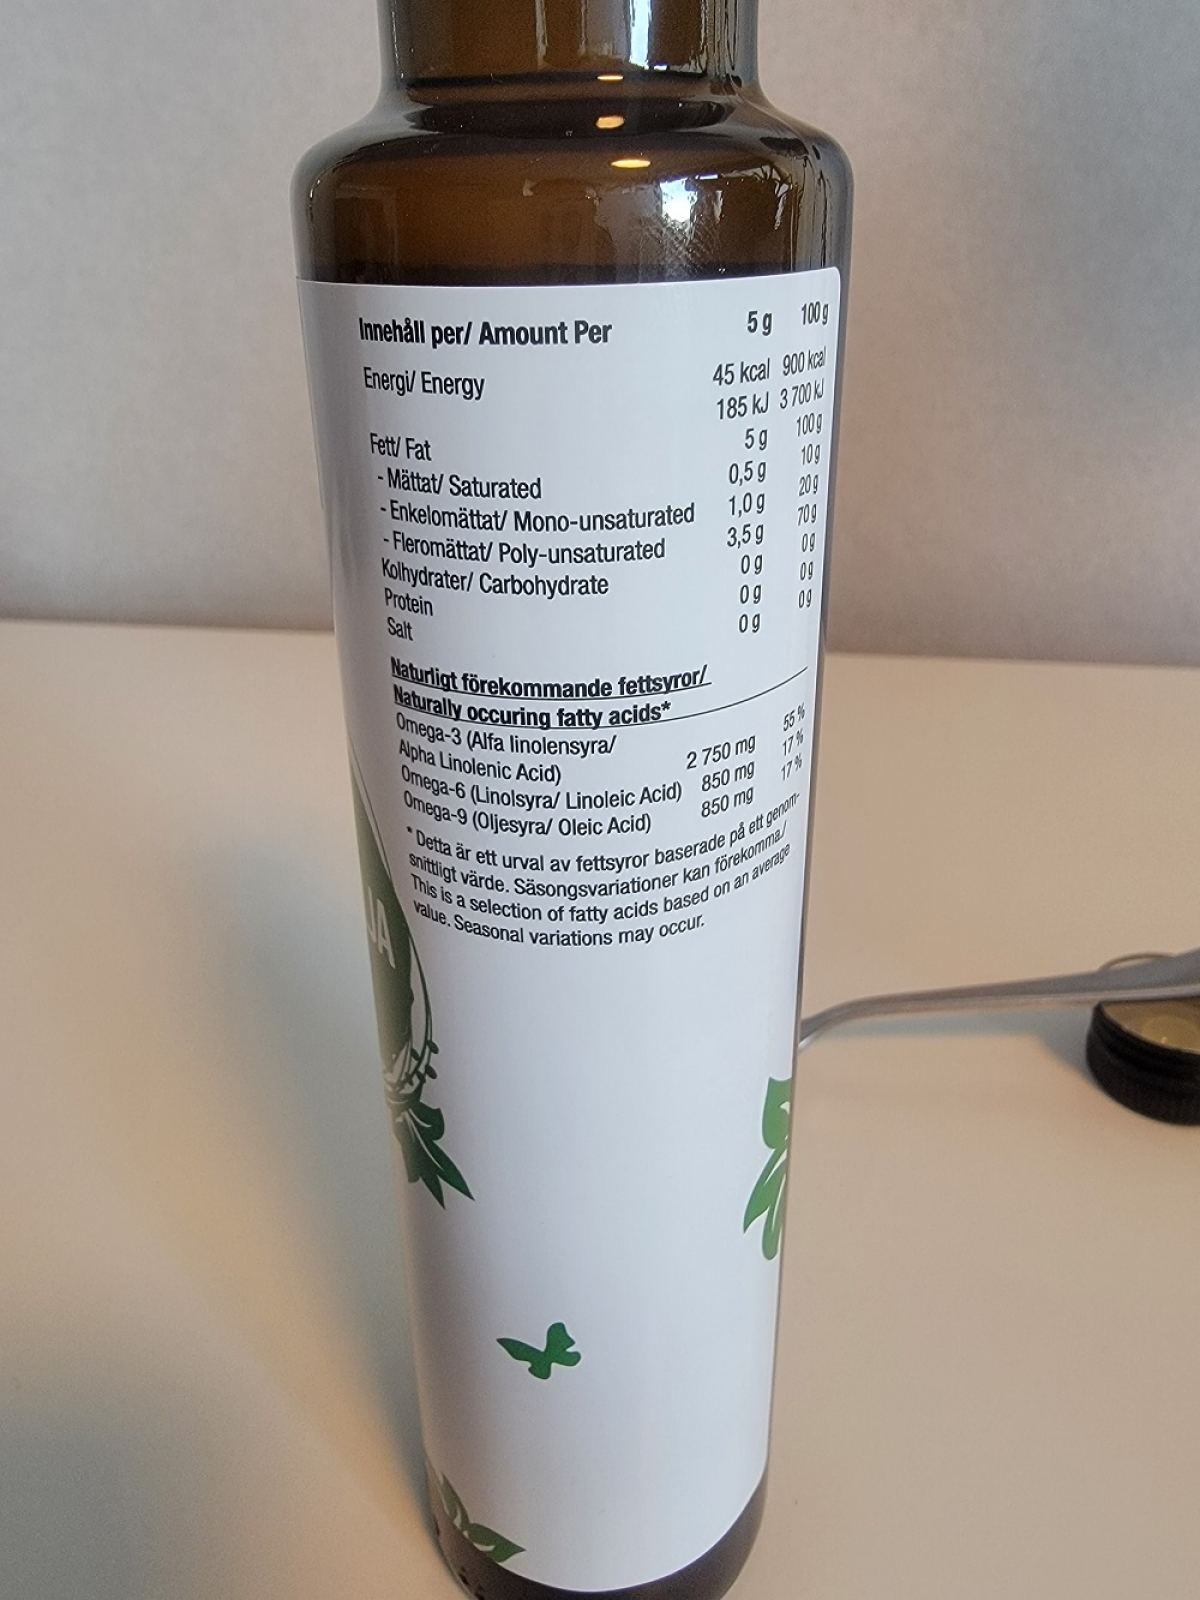 Innehåll per/ Amount Per 5 g 100 g
Energi/ Energy 45 kcal 900 kcal
185 kJ 3 700 kJ
Fett/ Fat 5 g 100 g
- Mättat/ Saturated 0,5 g 10 g
- Enkelomättat/ Mono-unsaturated 1,0 g 20 g
- Fleromättat/ Poly-unsaturated 3,5 g 70 g
Kolhydrater/ Carbohydrate 0 g 0 g
Protein 0 g 0 g
Salt 0 g 0 g
Naturligt förekommande fettsyror/
Naturally occuring fatty acids*
Omega-3 (Alfa linolensyra/
Alpha Linolenic Acid) 2 750 mg 55 %
Omega-6 (Linolsyra/ Linoleic Acid) 850 mg 17 %
Omega-9 (Oljesyra/ Oleic Acid) 850 mg 17 %
* Detta är ett urval av fettsyror baserade på ett genom-
snittligt värde. Säsongsvariationer kan förekomma/
This is a selection of fatty acids based on an average
value. Seasonal variations may occur.
JA